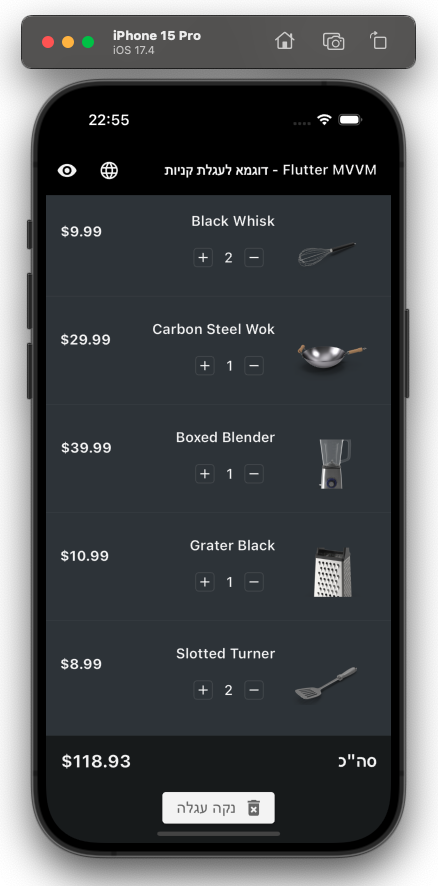 iPhone 15 Pro
iOS 17.4
22:55
Flutter MVVM - דוגמא לעגלת קניות
Black Whisk
$9.99
+ 2 −
Carbon Steel Wok
$29.99
+ 1 −
Boxed Blender
$39.99
+ 1 −
Grater Black
$10.99
+ 1 −
Slotted Turner
$8.99
+ 2 −
סה"כ
$118.93
נקה עגלה